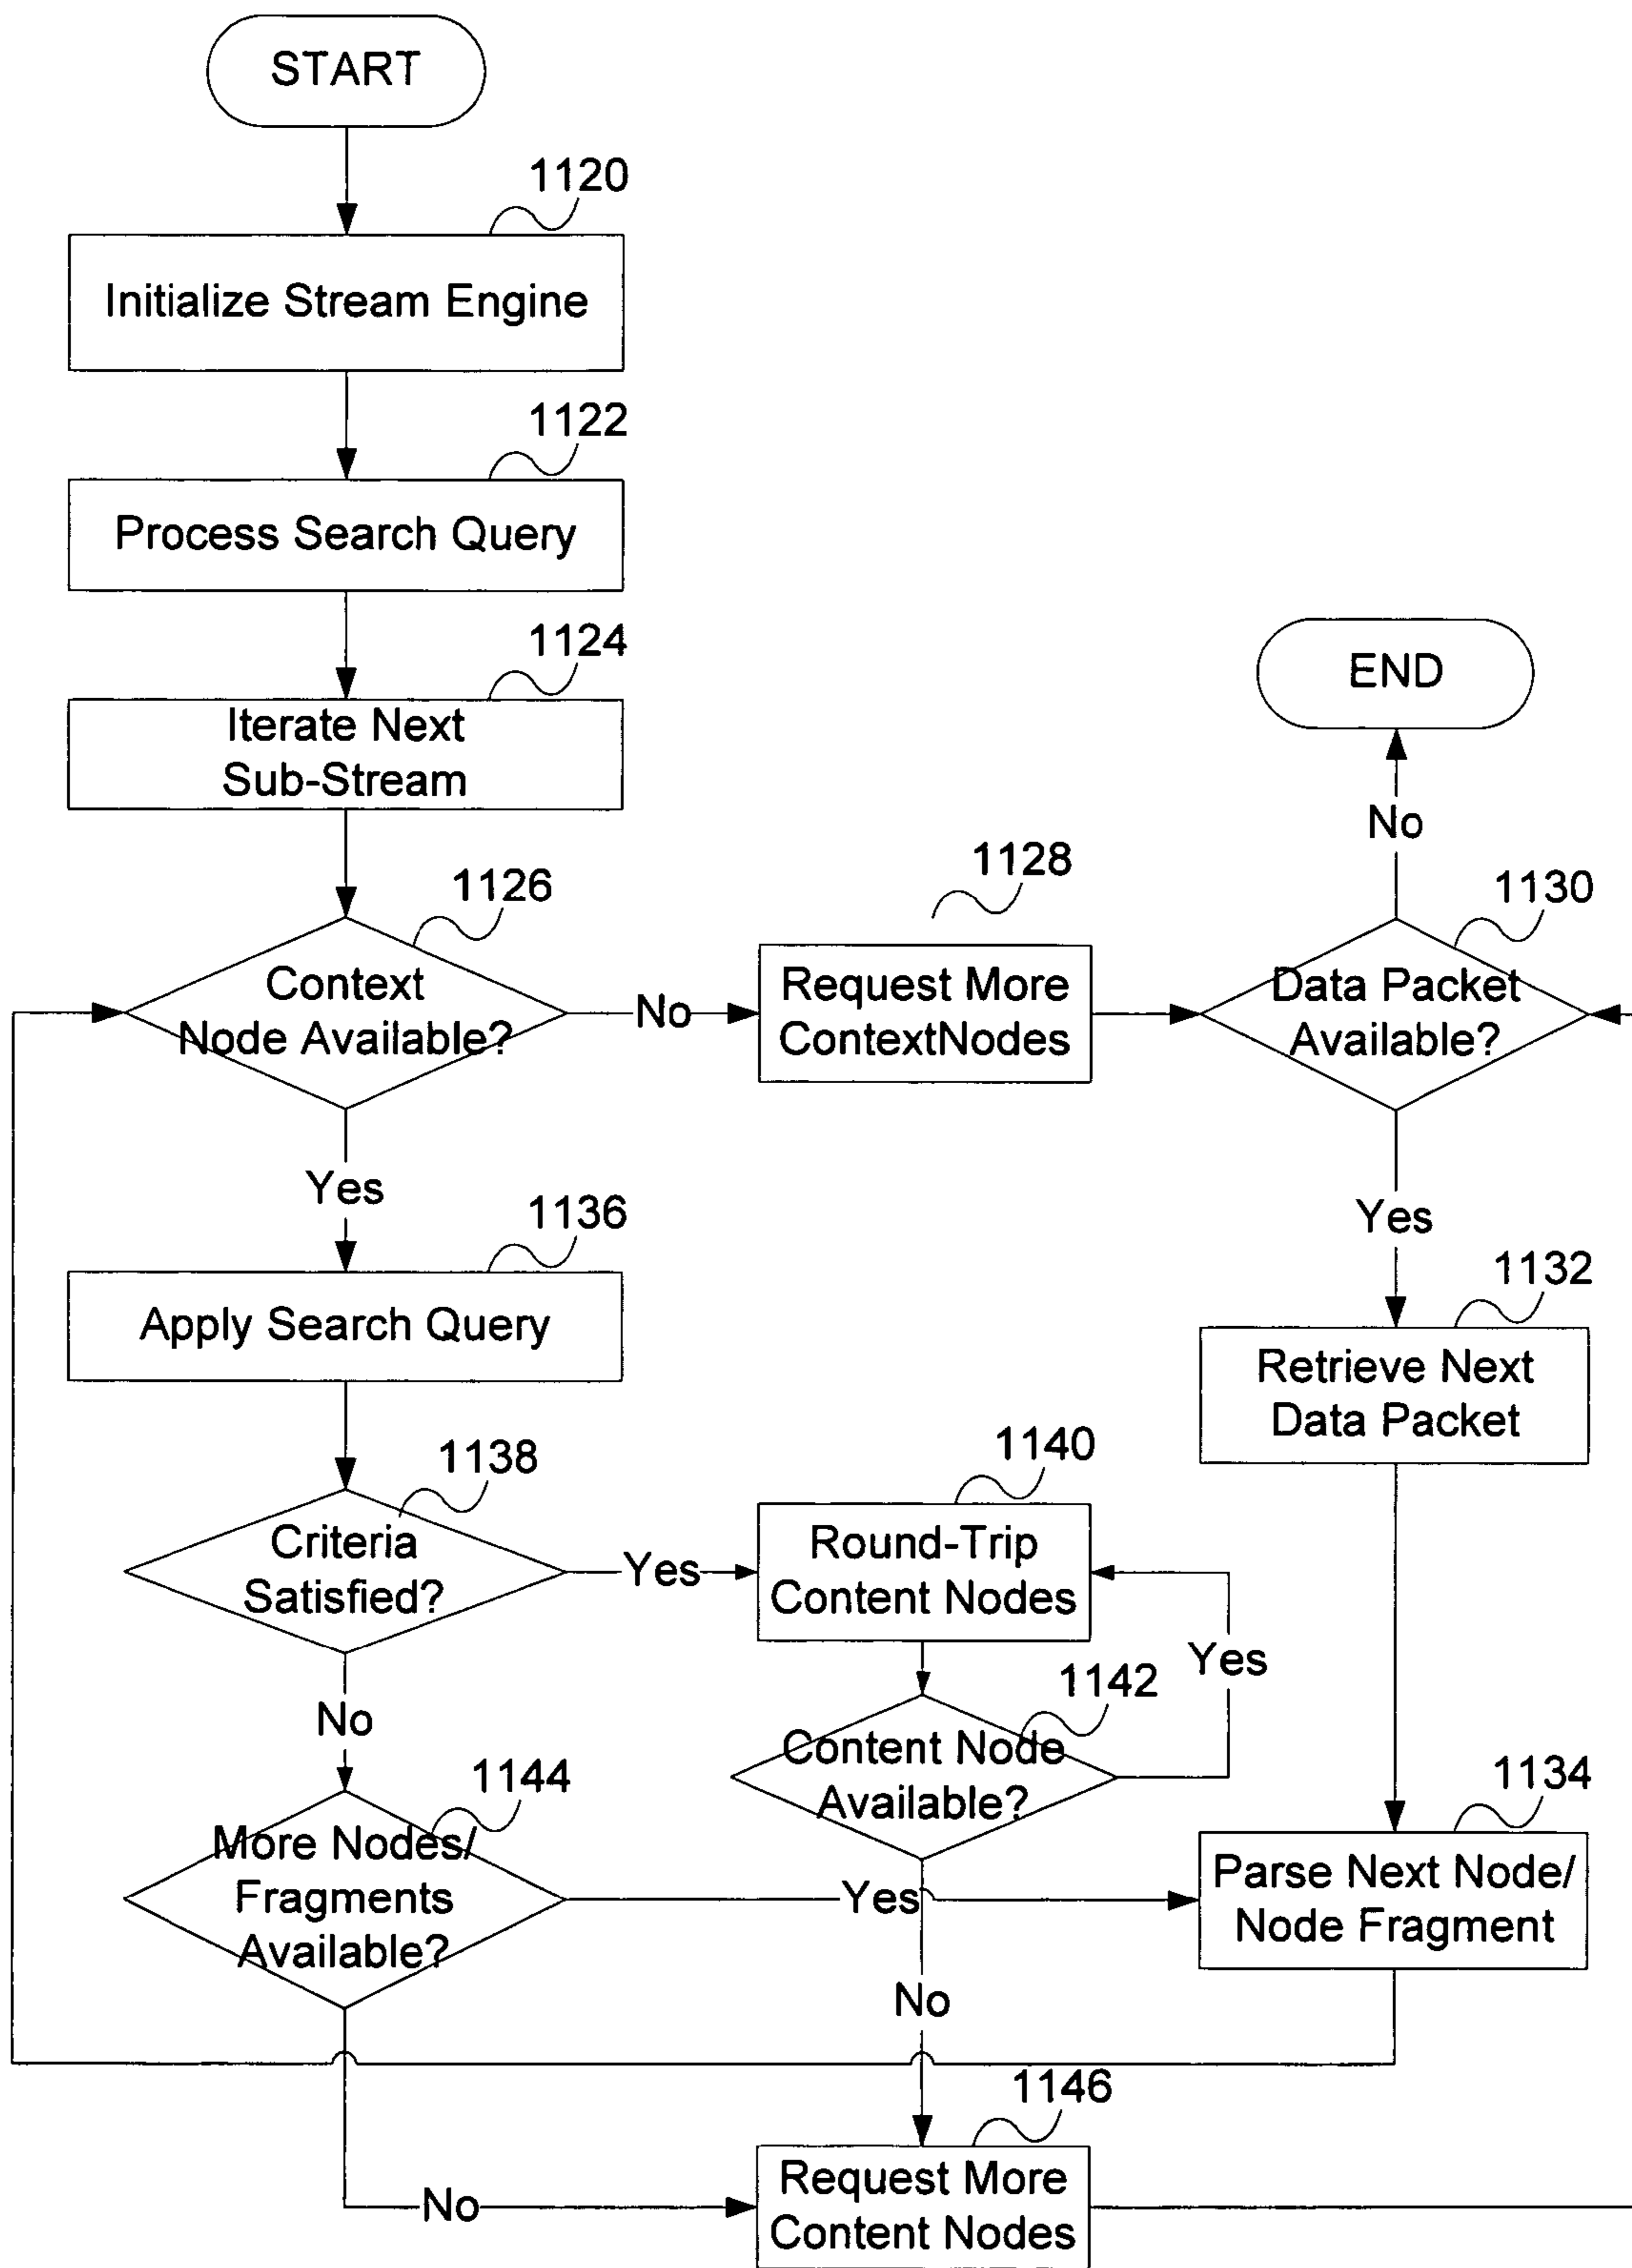 START
1120
Initialize Stream Engine
1122
Process Search Query
1124
Iterate Next
Sub-Stream
END
No
1126
Context
Node Available?
No
1128
Request More
ContextNodes
1130
Data Packet
Available?
Yes
Yes
1136
Apply Search Query
1132
Retrieve Next
Data Packet
1138
Criteria
Satisfied?
Yes
1140
Round-Trip
Content Nodes
Yes
No
1142
Content Node
Available?
1144
More Nodes/
Fragments
Available?
Yes
1134
Parse Next Node/
Node Fragment
No
1146
No
Request More
Content Nodes